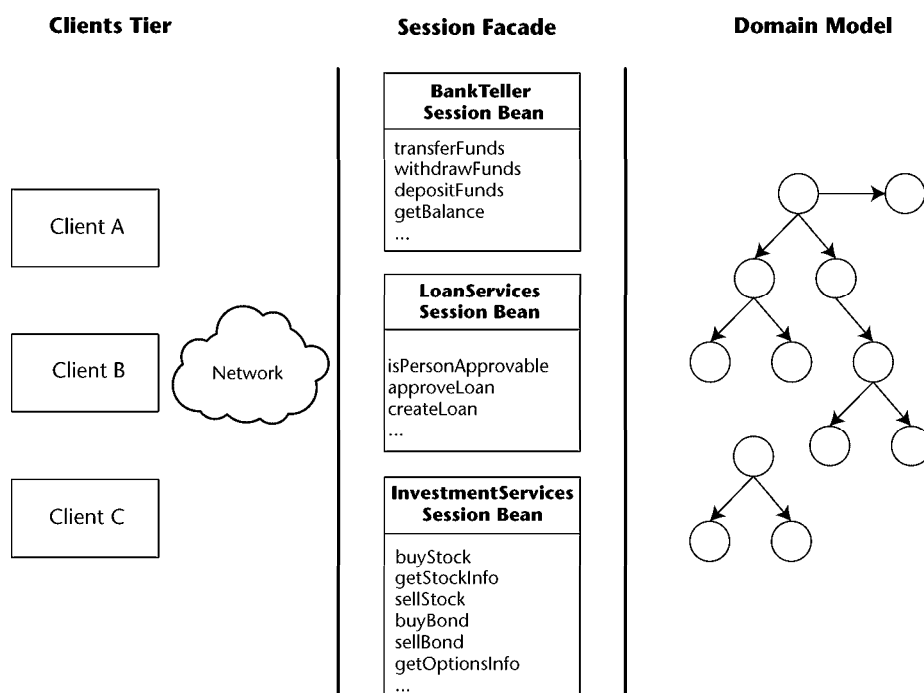 Clients Tier
Session Facade
Domain Model
Client A
Client B
Client C
Network
BankTeller
Session Bean
transferFunds
withdrawFunds
depositFunds
getBalance
...
LoanServices
Session Bean
isPersonApprovable
approveLoan
createLoan
...
InvestmentServices
Session Bean
buyStock
getStockInfo
sellStock
buyBond
sellBond
getOptionsInfo
...